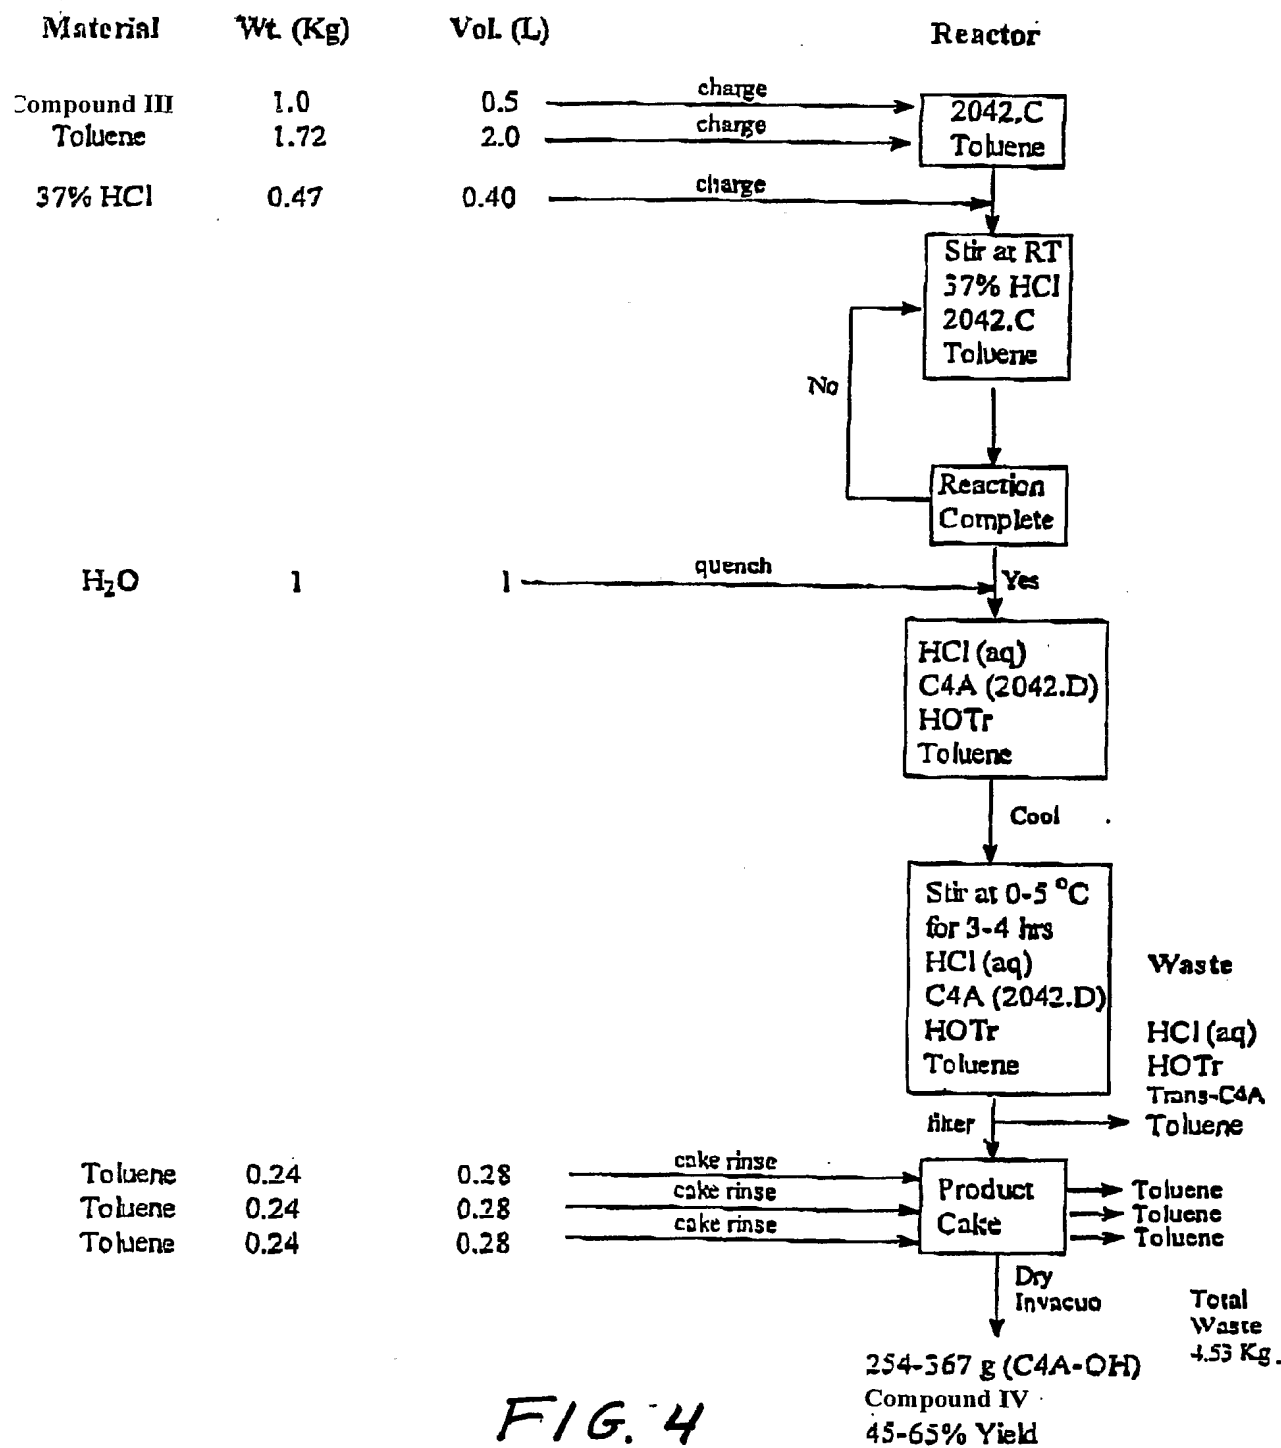 Material Wt. (Kg) Vol. (L) Reactor
Compound III 1.0 0.5 charge
Toluene 1.72 2.0 charge
2042.C
Toluene
37% HCl 0.47 0.40 charge
Stir at RT
37% HCl
2042.C
Toluene
No
Reaction
Complete
H₂O 1 1 quench
Yes
HCl (aq)
C4A (2042.D)
HOTr
Toluene
Cool
Stir at 0-5 °C
for 3-4 hrs
HCl (aq)
C4A (2042.D)
HOTr
Toluene
Waste
HCl (aq)
HOTr
Trans-C4A
Toluene
filter
Toluene 0.24 0.28 cake rinse
Toluene 0.24 0.28 cake rinse
Toluene 0.24 0.28 cake rinse
Product
Cake
Toluene
Toluene
Toluene
Dry
Invacuo
Total
Waste
4.53 Kg.
254-367 g (C4A-OH)
Compound IV
45-65% Yield
FIG. 4